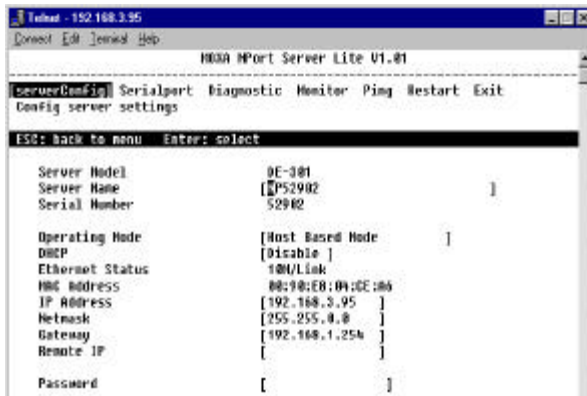 Telnet - 192.168.3.95
Connect Edit Terminal Help
MOXA NPort Server Lite V1.01
[serverConfig] Serialport Diagnostic Monitor Ping Restart Exit
Config server settings
ESC: back to menu Enter: select
Server Model DE-301
Server Name [NP52902 ]
Serial Number 52902
Operating Mode [Host Based Mode ]
DHCP [Disable ]
Ethernet Status 10M/Link
MAC Address 00:90:E8:04:CE:A6
IP Address [192.168.3.95 ]
Netmask [255.255.0.0 ]
Gateway [192.168.1.254 ]
Remote IP [ ]
Password [ ]